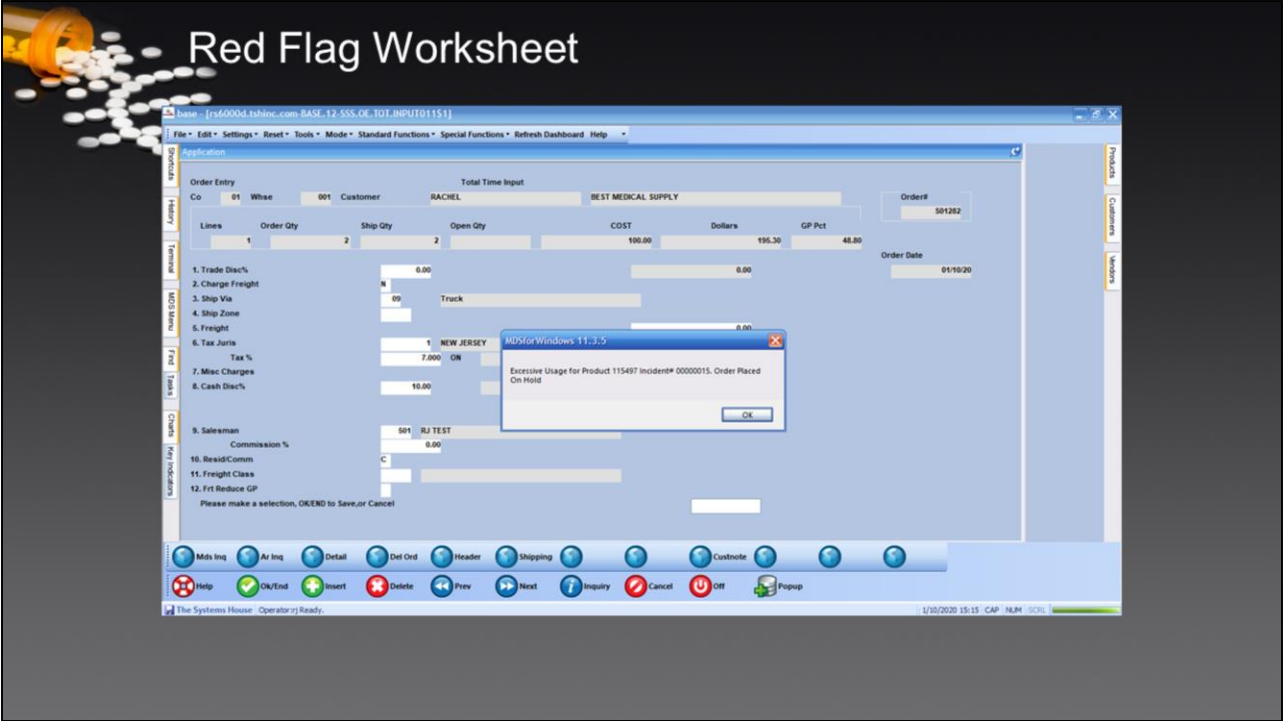 Red Flag Worksheet
base - [rs6000d.tshinc.com-BASE.12-SSS.OE.TOT.INPUT011S1]
File Edit Settings Reset Tools Mode Standard Functions Special Functions Refresh Dashboard Help
Application
Shortcuts
History
Terminal
MDS Menu
Find
Tasks
Charts
Key Indicators
Products
Customers
Vendors
Order Entry Total Time Input
Co 01 Whse 001 Customer RACHEL BEST MEDICAL SUPPLY Order#
501282
Lines Order Qty Ship Qty Open Qty COST Dollars GP Pct
1 2 2 100.00 195.30 48.80
Order Date
01/10/20
1. Trade Disc% 0.00 0.00
2. Charge Freight N
3. Ship Via 09 Truck
4. Ship Zone
5. Freight 0.00
6. Tax Juris 1 NEW JERSEY
Tax % 7.000 ON
7. Misc Charges
8. Cash Disc% 10.00
MDSforWindows 11.3.5
Excessive Usage for Product 115497 Incident# 00000015. Order Placed
On Hold
OK
9. Salesman 501 RJ TEST
Commission % 0.00
10. Resid/Comm C
11. Freight Class
12. Frt Reduce GP
Please make a selection, OK/END to Save,or Cancel
Mds Inq Ar Inq Detail Del Ord Header Shipping Custnote
Help Ok/End Insert Delete Prev Next Inquiry Cancel Off Popup
The Systems House Operator:rj Ready. 1/10/2020 15:15 CAP NUM SCRL